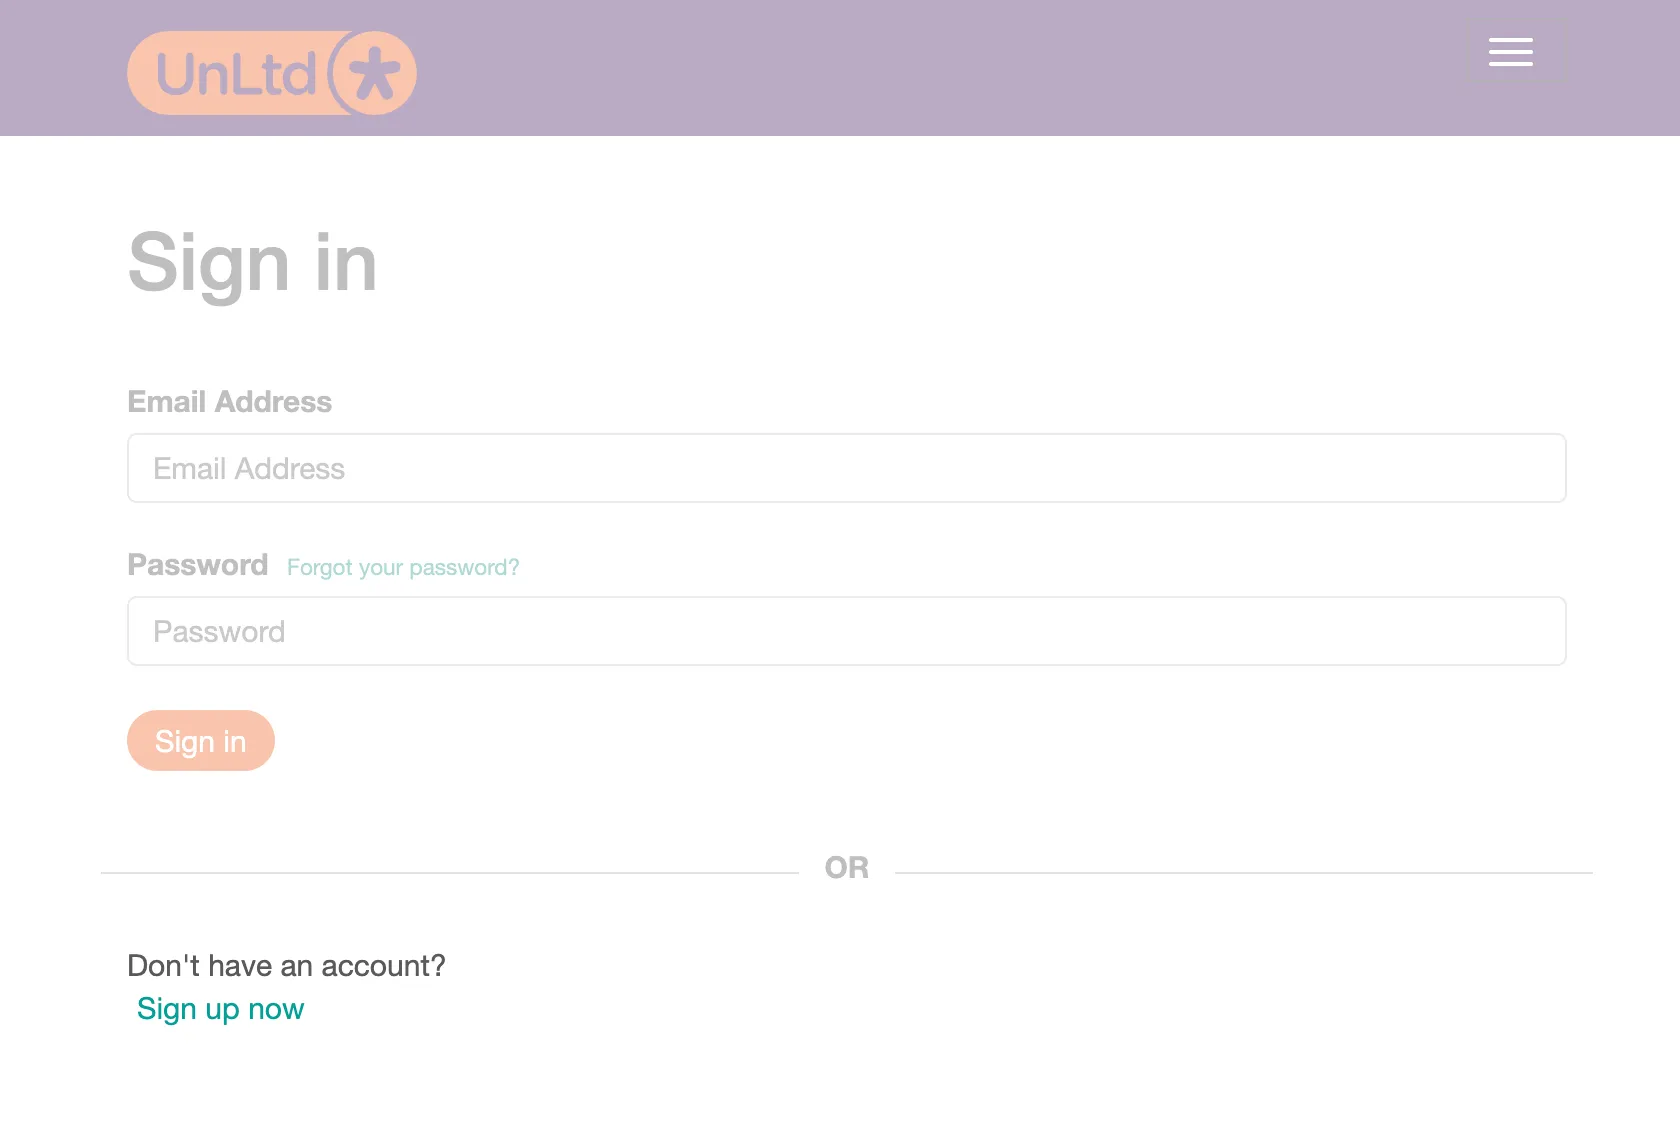 UnLtd
Sign in
Email Address
Email Address
Password Forgot your password?
Password
Sign in
OR
Don't have an account?
Sign up now